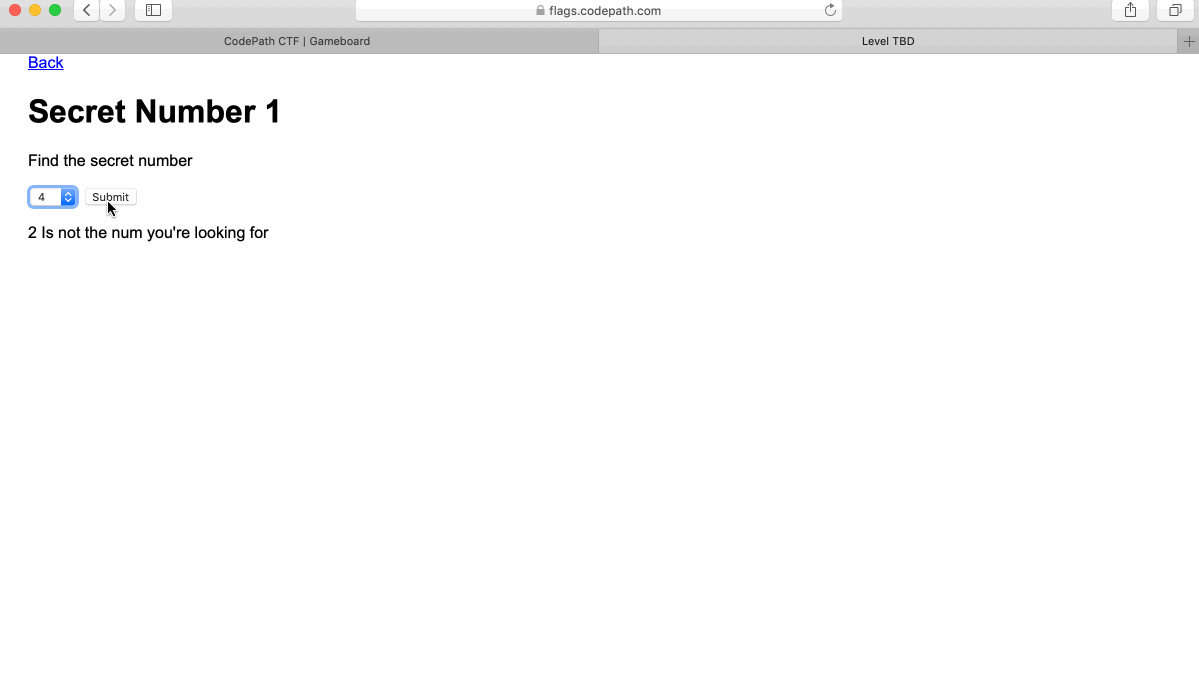 flags.codepath.com
CodePath CTF | Gameboard
Level TBD
Back
Secret Number 1
Find the secret number
4
Submit
2 Is not the num you're looking for